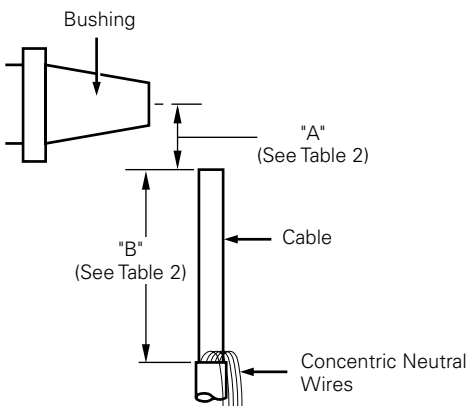 Bushing
"A"
(See Table 2)
"B"
(See Table 2)
Cable
Concentric Neutral
Wires